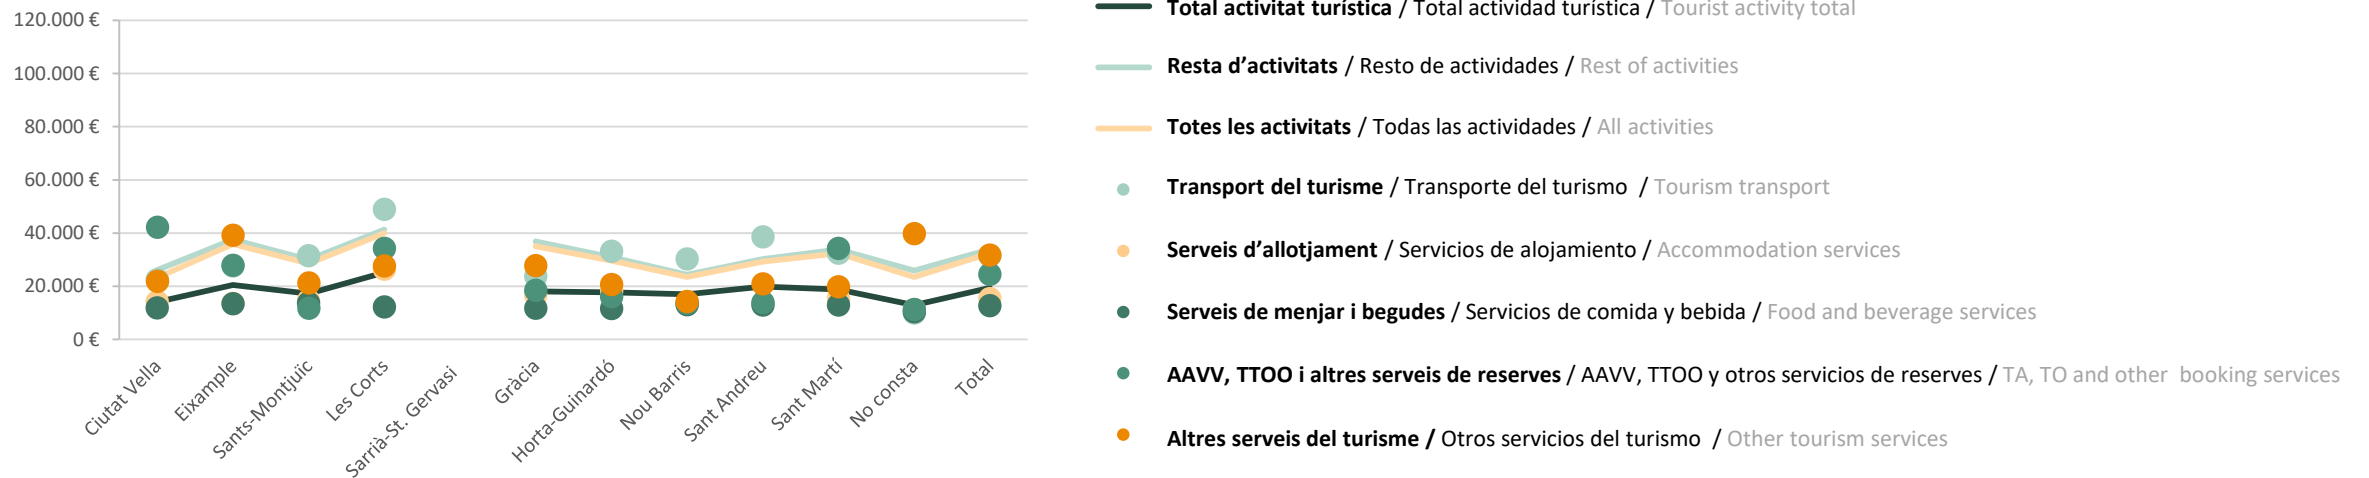 120.000 €
100.000 €
80.000 €
60.000 €
40.000 €
20.000 €
0 €
Ciutat Vella
Eixample
Sants-Montjuïc
Les Corts
Sarrià-St. Gervasi
Gràcia
Horta-Guinardó
Nou Barris
Sant Andreu
Sant Martí
No consta
Total
Total activitat turística / Total actividad turística / Tourist activity total
Resta d’activitats / Resto de actividades / Rest of activities
Totes les activitats / Todas las actividades / All activities
Transport del turisme / Transporte del turismo / Tourism transport
Serveis d’allotjament / Servicios de alojamiento / Accommodation services
Serveis de menjar i begudes / Servicios de comida y bebida / Food and beverage services
AAVV, TTOO i altres serveis de reserves / AAVV, TTOO y otros servicios de reserves / TA, TO and other booking services
Altres serveis del turisme / Otros servicios del turismo / Other tourism services